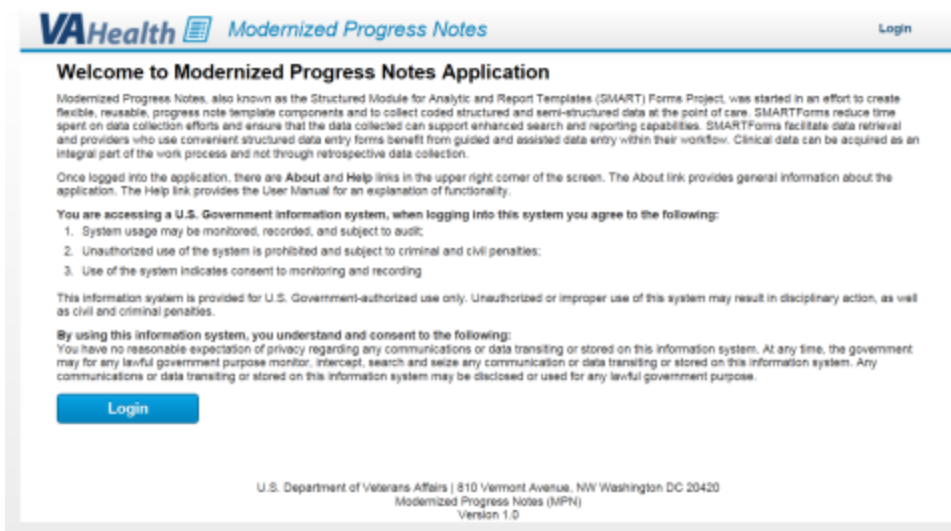 VAHealth Modernized Progress Notes Login
Welcome to Modernized Progress Notes Application
Modernized Progress Notes, also known as the Structured Module for Analytic and Report Templates (SMART) Forms Project, was started in an effort to create
flexible, reusable, progress note template components and to collect coded structured and semi-structured data at the point of care. SMARTForms reduce time
spent on data collection efforts and ensure that the data collected can support enhanced search and reporting capabilities. SMARTForms facilitate data retrieval
and providers who use convenient structured data entry forms benefit from guided and assisted data entry within their workflow. Clinical data can be acquired as an
integral part of the work process and not through retrospective data collection.
Once logged into the application, there are About and Help links in the upper right corner of the screen. The About link provides general information about the
application. The Help link provides the User Manual for an explanation of functionality.
You are accessing a U.S. Government information system, when logging into this system you agree to the following:
1. System usage may be monitored, recorded, and subject to audit;
2. Unauthorized use of the system is prohibited and subject to criminal and civil penalties;
3. Use of the system indicates consent to monitoring and recording
This information system is provided for U.S. Government-authorized use only. Unauthorized or improper use of this system may result in disciplinary action, as well
as civil and criminal penalties.
By using this information system, you understand and consent to the following:
You have no reasonable expectation of privacy regarding any communications or data transiting or stored on this information system. At any time, the government
may for any lawful government purpose monitor, intercept, search and seize any communication or data transiting or stored on this information system. Any
communications or data transiting or stored on this information system may be disclosed or used for any lawful government purpose.
Login
U.S. Department of Veterans Affairs | 810 Vermont Avenue, NW Washington DC 20420
Modernized Progress Notes (MPN)
Version 1.0